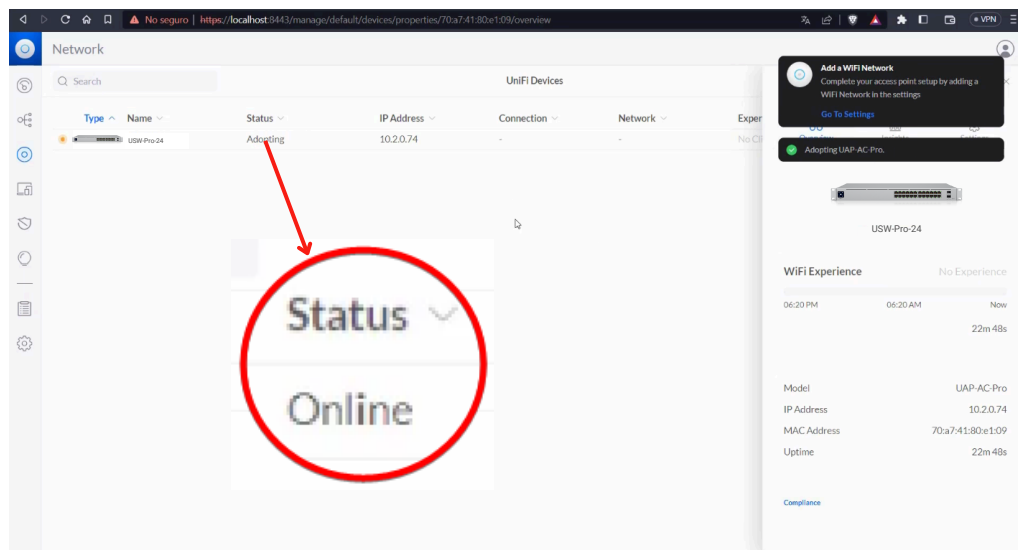 No seguro | https://localhost:8443/manage/default/devices/properties/70:a7:41:80:e1:09/overview
VPN
Network
Search
UniFi Devices
Type Name Status IP Address Connection Network Exper
USW-Pro-24 Adopting 10.2.0.74 - - No
Status
Online
Add a WiFi Network
Complete your access point setup by adding a
WiFi Network in the settings
Go To Settings
Adopting UAP-AC-Pro.
USW-Pro-24
WiFi Experience No Experience
06:20 PM 06:20 AM Now
22m 48s
Model UAP-AC-Pro
IP Address 10.2.0.74
MAC Address 70:a7:41:80:e1:09
Uptime 22m 48s
Compliance